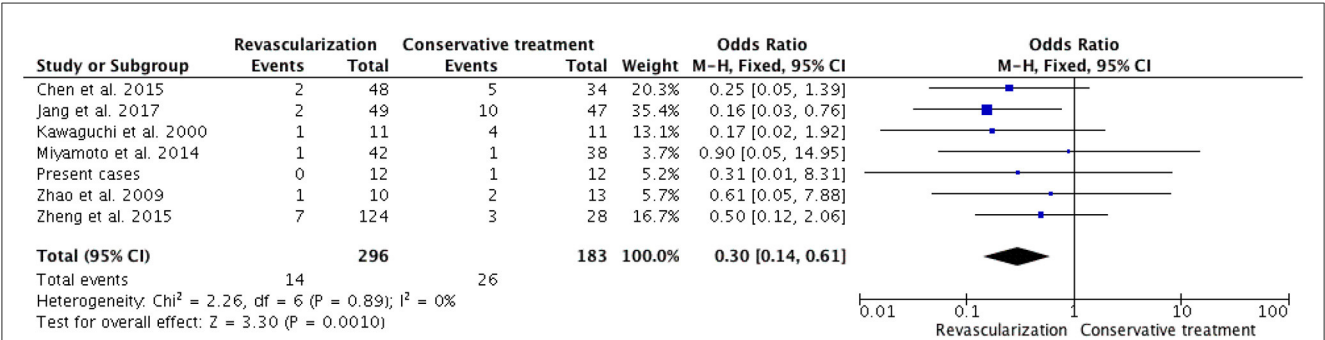 Revascularization Conservative treatment Odds Ratio Odds Ratio
Study or Subgroup Events Total Events Total Weight M-H, Fixed, 95% CI M-H, Fixed, 95% CI
Chen et al. 2015 2 48 5 34 20.3% 0.25 [0.05, 1.39]
Jang et al. 2017 2 49 10 47 35.4% 0.16 [0.03, 0.76]
Kawaguchi et al. 2000 1 11 4 11 13.1% 0.17 [0.02, 1.92]
Miyamoto et al. 2014 1 42 1 38 3.7% 0.90 [0.05, 14.95]
Present cases 0 12 1 12 5.2% 0.31 [0.01, 8.31]
Zhao et al. 2009 1 10 2 13 5.7% 0.61 [0.05, 7.88]
Zheng et al. 2015 7 124 3 28 16.7% 0.50 [0.12, 2.06]
Total (95% CI) 296 183 100.0% 0.30 [0.14, 0.61]
Total events 14 26
Heterogeneity: Chi² = 2.26, df = 6 (P = 0.89); I² = 0%
Test for overall effect: Z = 3.30 (P = 0.0010)
0.01 0.1 1 10 100
Revascularization Conservative treatment